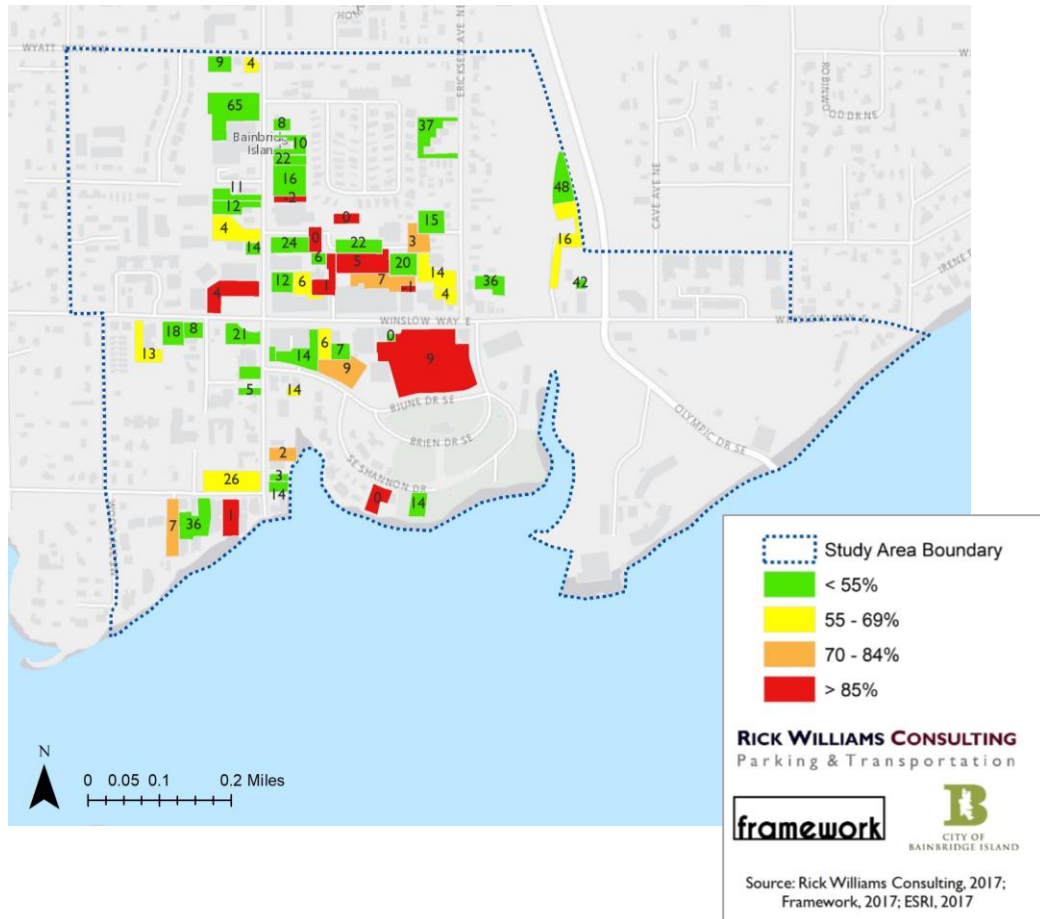 WYATT WAY NW
ERICKSEN AVE NE
9
4
65
8
Bainbridge
Island
10
37
22
16
-2
11
12
48
4
0
15
14
24
0
22
3
16
6
5
20
CAVE AVE NE
12
6
1
7
14
36
42
4
1
4
WINSLOW WAY E
WINSLOW WAY E
18
8
21
13
14
6
7
0
9
9
5
14
BJUNE DR SE
BRIEN DR SE
OLYMPIC DR SE
2
SE SHANNON DR
26
3
14
0
14
7
36
1
N
0 0.05 0.1 0.2 Miles
Study Area Boundary
< 55%
55 - 69%
70 - 84%
> 85%
RICK WILLIAMS CONSULTING
Parking & Transportation
framework
B
CITY OF
BAINBRIDGE ISLAND
Source: Rick Williams Consulting, 2017;
Framework, 2017; ESRI, 2017